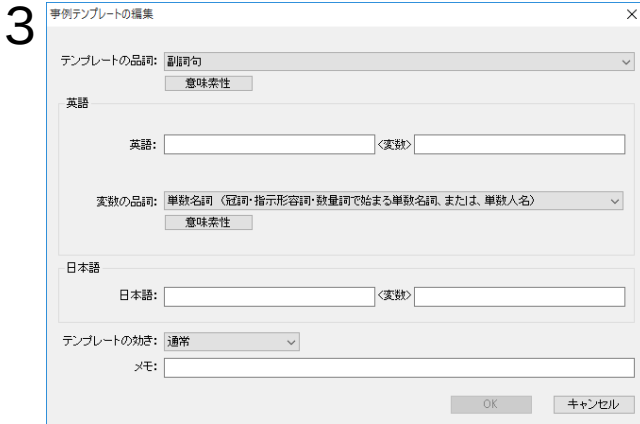 3
事例テンプレートの編集
テンプレートの品詞: 副詞句
意味素性
英語
英語: <変数>
変数の品詞: 単数名詞 (冠詞・指示形容詞・数量詞で始まる単数名詞、または、単数人名)
意味素性
日本語
日本語: <変数>
テンプレートの効き: 通常
メモ:
OK キャンセル